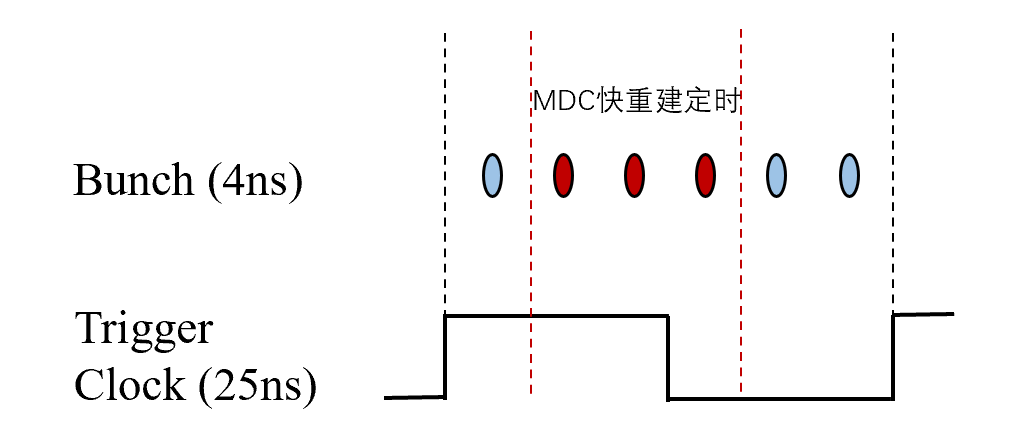 MDC快重建定时
Bunch (4ns)
Trigger
Clock (25ns)